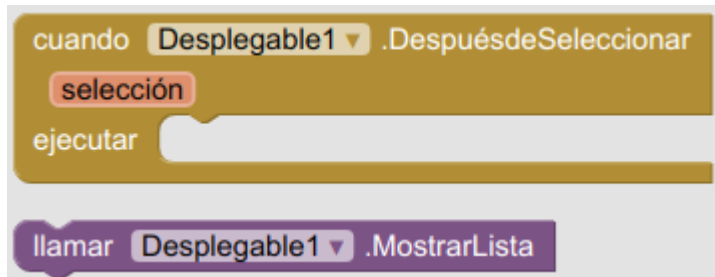 cuando Desplegable1 .DespuésdeSeleccionar
selección
ejecutar
llamar Desplegable1 .MostrarLista